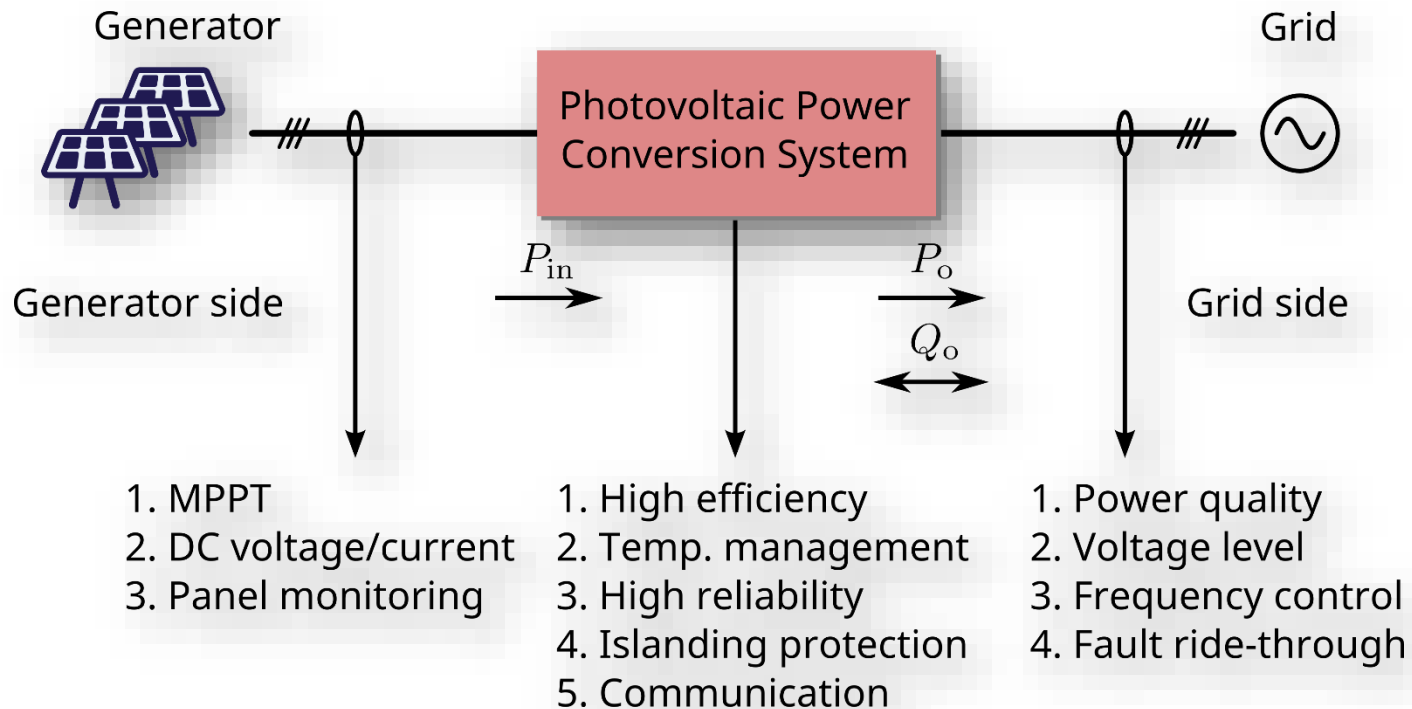 Generator
Grid
Photovoltaic Power
Conversion System
P_in
P_o
Generator side
Grid side
Q_o
1. MPPT
2. DC voltage/current
3. Panel monitoring
1. High efficiency
2. Temp. management
3. High reliability
4. Islanding protection
5. Communication
1. Power quality
2. Voltage level
3. Frequency control
4. Fault ride-through